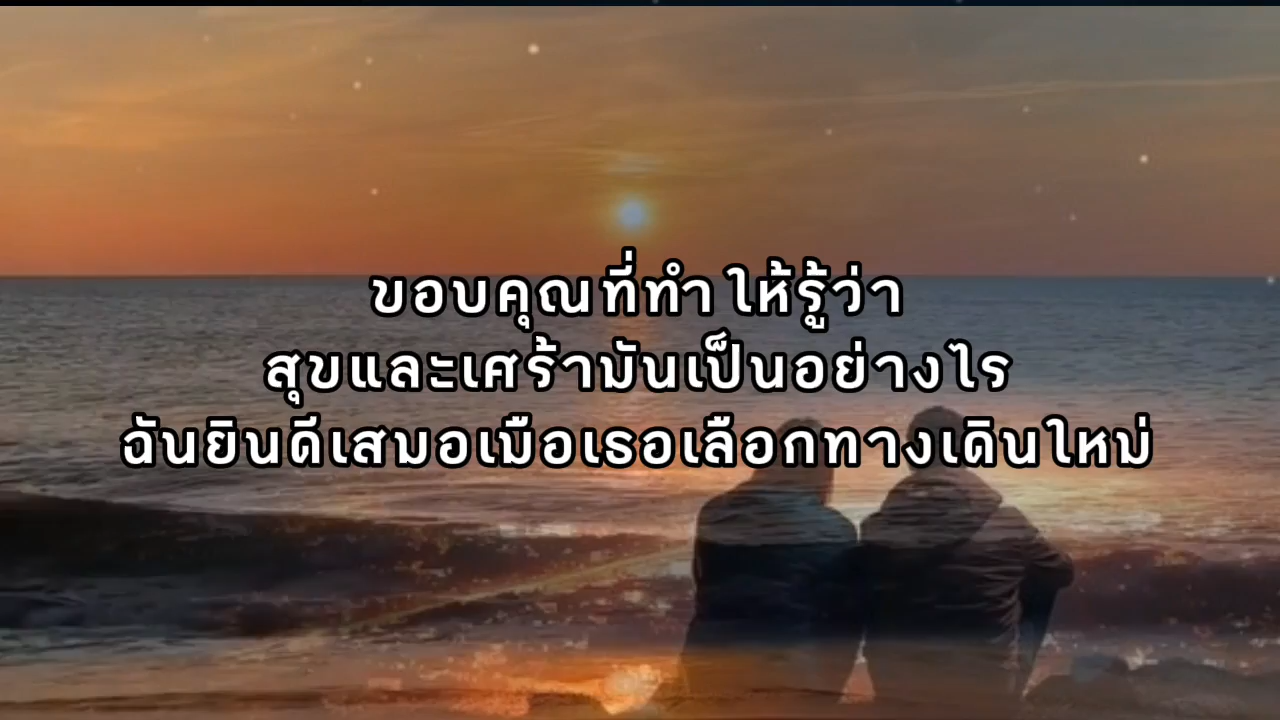 ขอบคุณที่ทำให้รู้ว่า
สุขและเศร้ามันเป็นอย่างไร
ฉันยินดีเสมอเมือเธอเลือกทางเดินใหม่